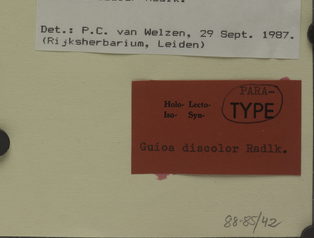 Det.: P.C. van Welzen, 29 Sept. 1987.
(Rijksherbarium, Leiden)
PARA-
Holo- Lecto- TYPE
Iso- Syn-
Guioa discolor Radlk.
88-85/42